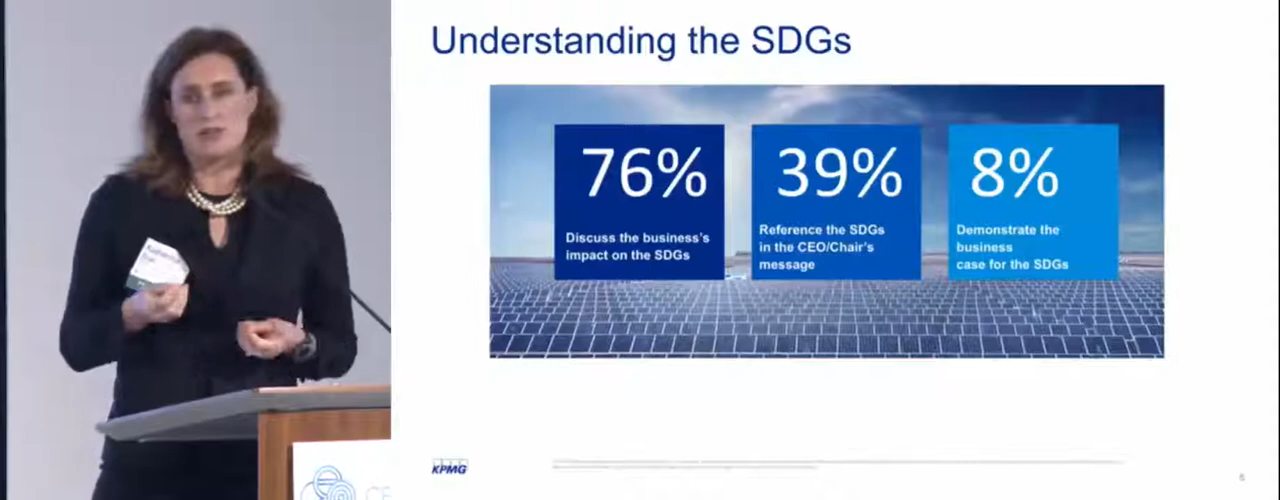 Understanding the SDGs
76%
Discuss the business's
impact on the SDGs
39%
Reference the SDGs
in the CEO/Chair's
message
8%
Demonstrate the
business
case for the SDGs
KPMG
6